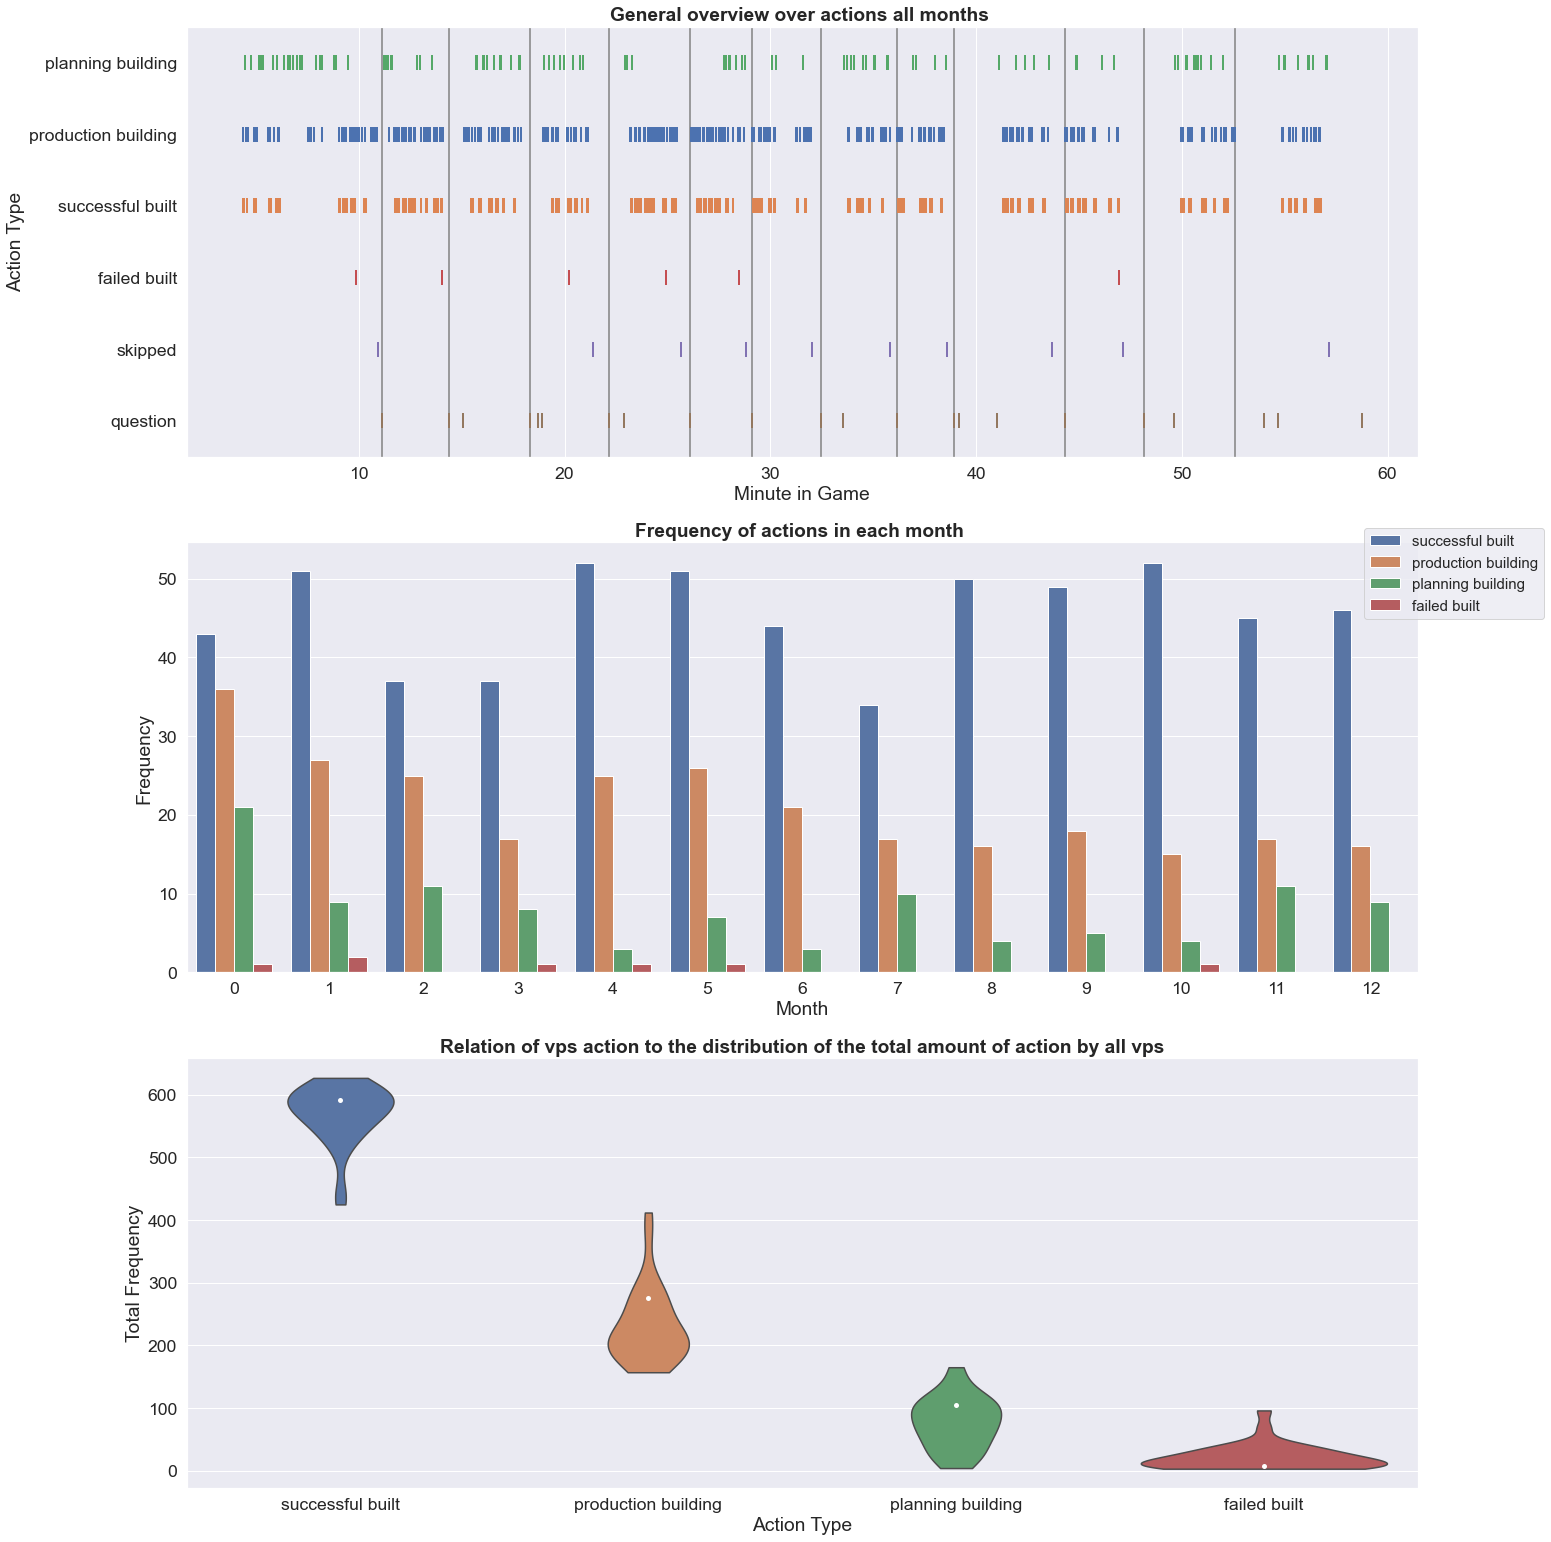 General overview over actions all months
Action Type
planning building
production building
successful built
failed built
skipped
question
10 20 30 40 50 60
Minute in Game
Frequency of actions in each month
successful built
production building
planning building
failed built
Frequency
50
40
30
20
10
0
0 1 2 3 4 5 6 7 8 9 10 11 12
Month
Relation of vps action to the distribution of the total amount of action by all vps
Total Frequency
600
500
400
300
200
100
0
successful built production building planning building failed built
Action Type